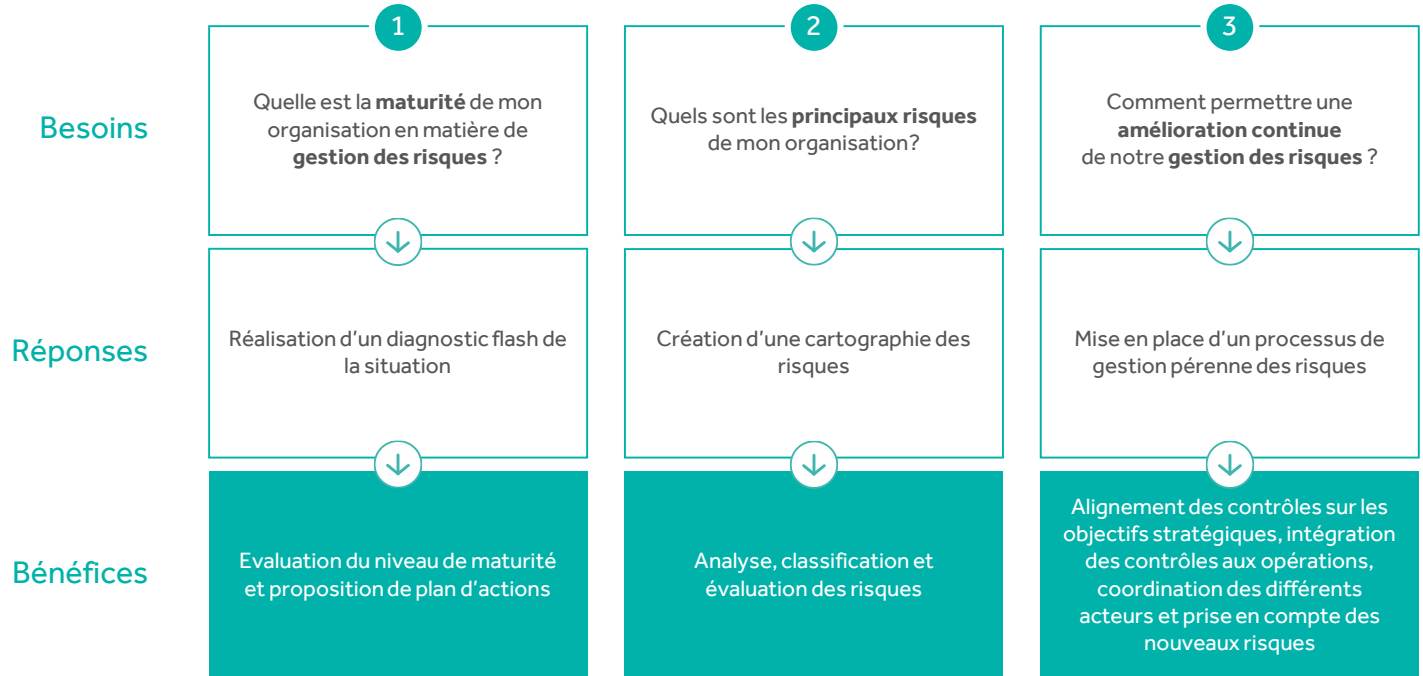 1
2
3
Besoins
Quelle est la maturité de mon
organisation en matière de
gestion des risques ?
Quels sont les principaux risques
de mon organisation?
Comment permettre une
amélioration continue
de notre gestion des risques ?
Réponses
Réalisation d’un diagnostic flash de
la situation
Création d’une cartographie des
risques
Mise en place d’un processus de
gestion pérenne des risques
Bénéfices
Evaluation du niveau de maturité
et proposition de plan d’actions
Analyse, classification et
évaluation des risques
Alignement des contrôles sur les
objectifs stratégiques, intégration
des contrôles aux opérations,
coordination des différents
acteurs et prise en compte des
nouveaux risques